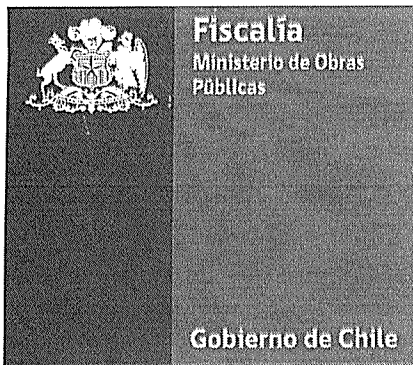 Fiscalía
Ministerio de Obras
Públicas
Gobierno de Chile